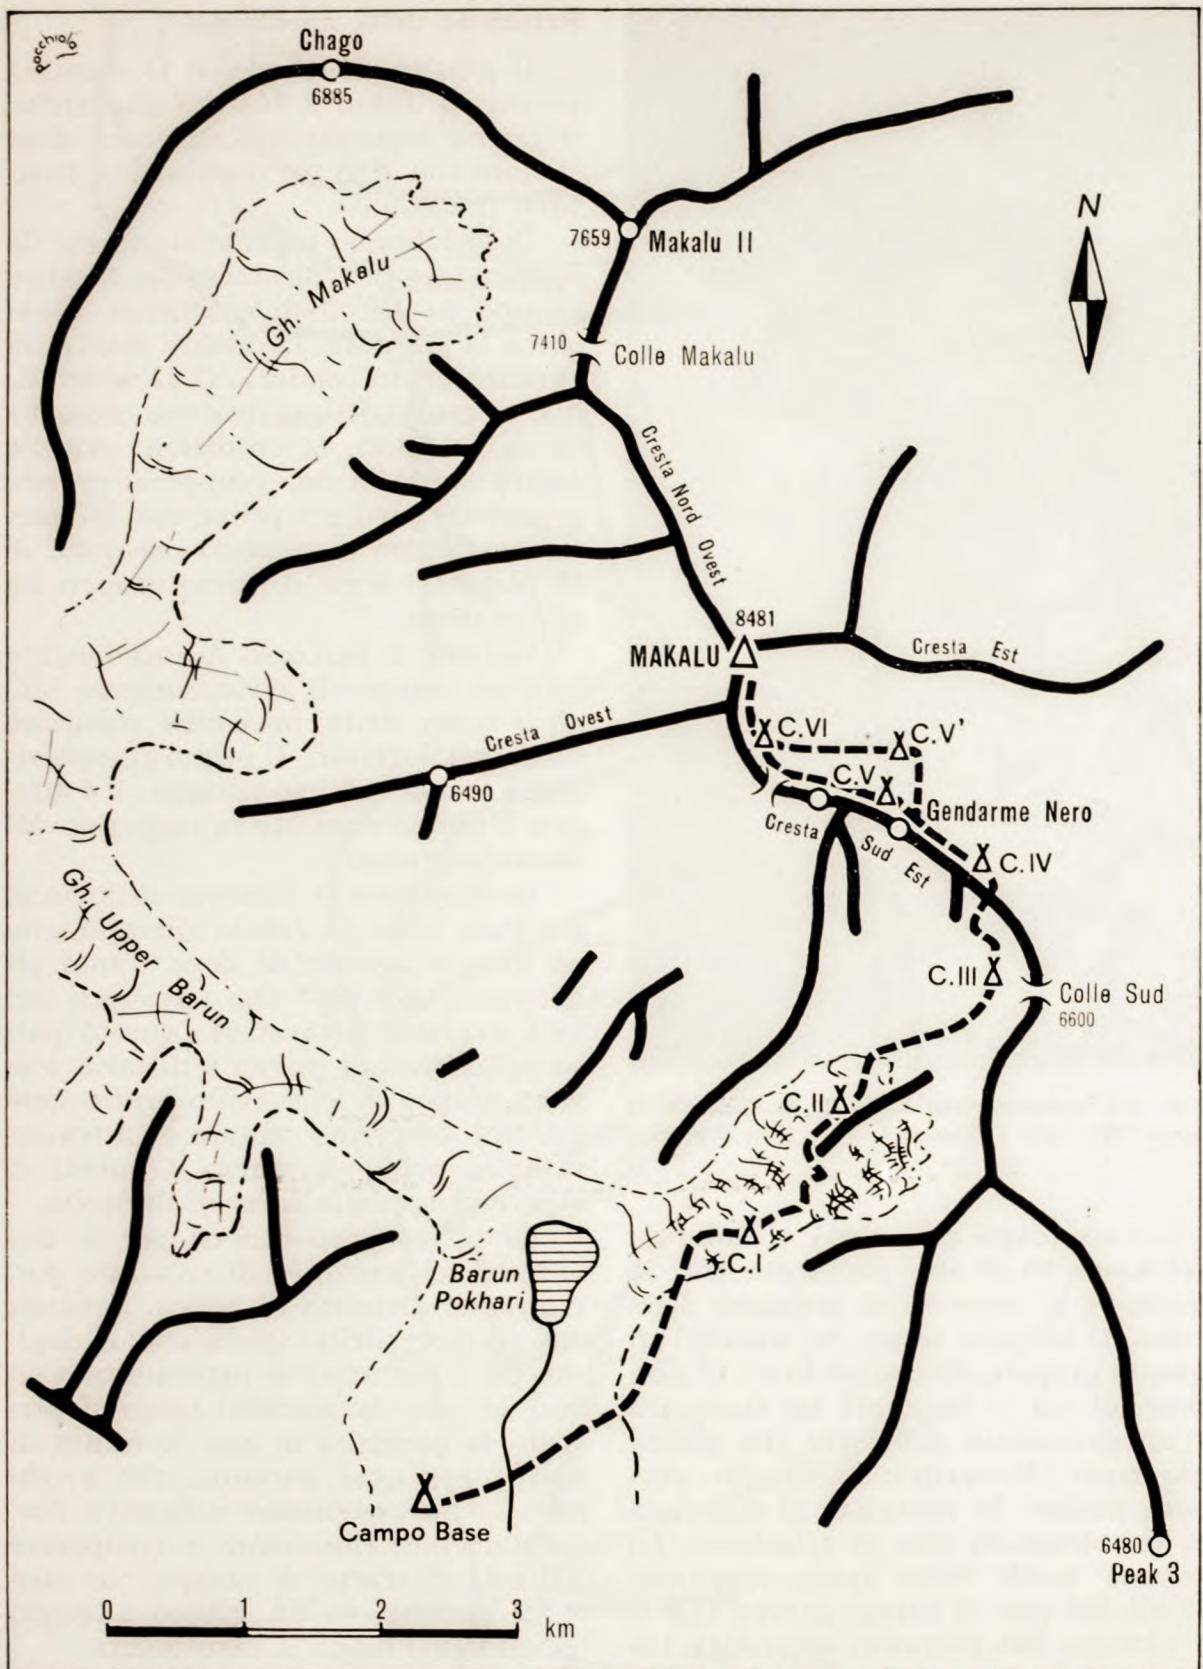 Pocchiola
Chago
6885
N
7659 Makalu II
Gh. Makalu
7410 Colle Makalu
Cresta Nord Ovest
8481
MAKALU
Cresta Est
Cresta Ovest
C.VI
C.V'
6490
C.V
Gendarme Nero
Cresta Sud Est
C.IV
Gh. Upper Barun
C.III
Colle Sud
6600
C.II
C.I
Barun
Pokhari
Campo Base
6480
Peak 3
0 1 2 3
km